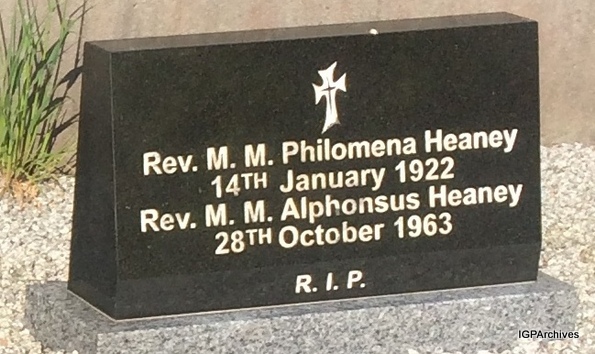 Rev. M. M. Philomena Heaney
14TH January 1922
Rev. M. M. Alphonsus Heaney
28TH October 1963
R. I. P.
IGPArchives